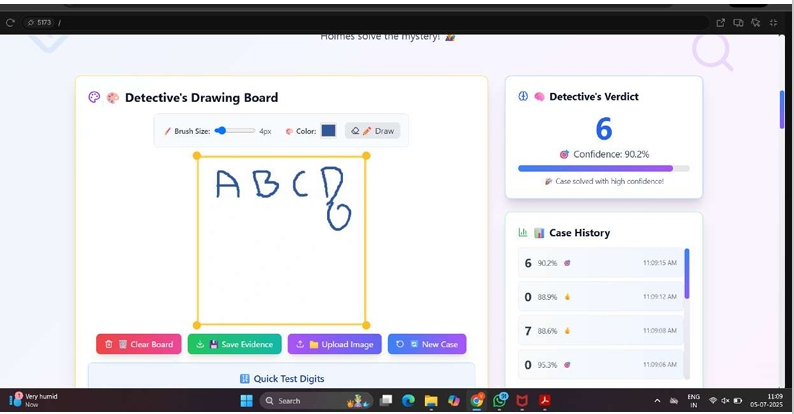 5173 /
Holmes solve the mystery!
Detective's Drawing Board
Brush Size: 4px Color: Draw
A B C D
6
Clear Board Save Evidence Upload Image New Case
Quick Test Digits
Detective's Verdict
6
Confidence: 90.2%
Case solved with high confidence!
Case History
6 90.2% 11:09:15 AM
0 88.9% 11:09:12 AM
7 88.6% 11:09:08 AM
0 95.3% 11:09:06 AM
Very humid
Now
Search
ENG
IN
11:09
05-07-2025